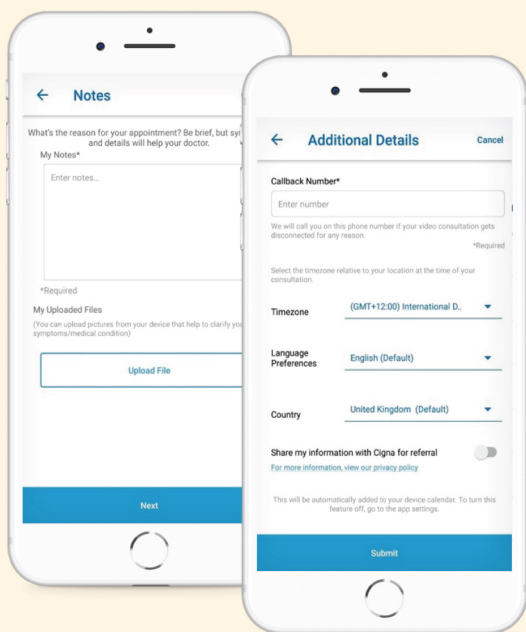 Notes
What's the reason for your appointment? Be brief, but
and details will help your doctor.
My Notes*
Enter notes...
*Required
My Uploaded Files
(You can upload pictures from your device that help to clarify
symptoms/medical condition)
Upload File
Next
Additional Details
Cancel
Callback Number*
Enter number
We will call you on this phone number if your video consultation gets
disconnected for any reason.
*Required
Select the timezone relative to your location at the time of your
consultation.
Timezone
(GMT+12:00) International D..
Language
Preferences
English (Default)
Country
United Kingdom (Default)
Share my information with Cigna for referral
For more information, view our privacy policy
This will be automatically added to your device calendar. To turn this
feature off, go to the app settings.
Submit